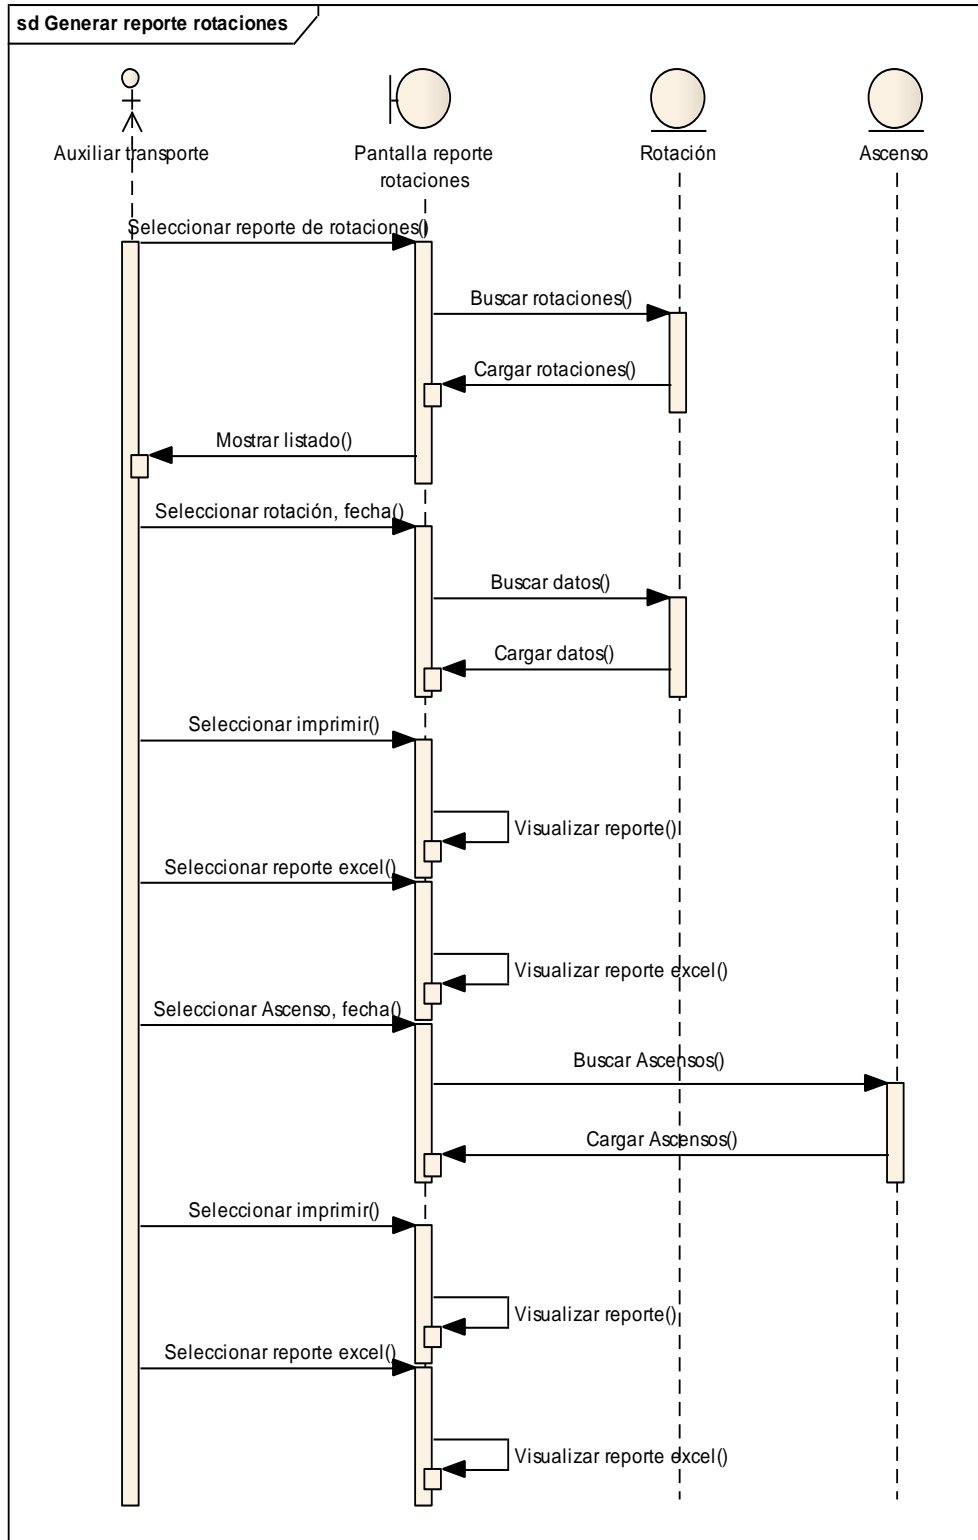 sd Generar reporte rotaciones
Auxiliar transporte
Pantalla reporte
rotaciones
Rotación
Ascenso
Seleccionar reporte de rotaciones()
Buscar rotaciones()
Cargar rotaciones()
Mostrar listado()
Seleccionar rotación, fecha()
Buscar datos()
Cargar datos()
Seleccionar imprimir()
Visualizar reporte()
Seleccionar reporte excel()
Visualizar reporte excel()
Seleccionar Ascenso, fecha()
Buscar Ascensos()
Cargar Ascensos()
Seleccionar imprimir()
Visualizar reporte()
Seleccionar reporte excel()
Visualizar reporte excel()